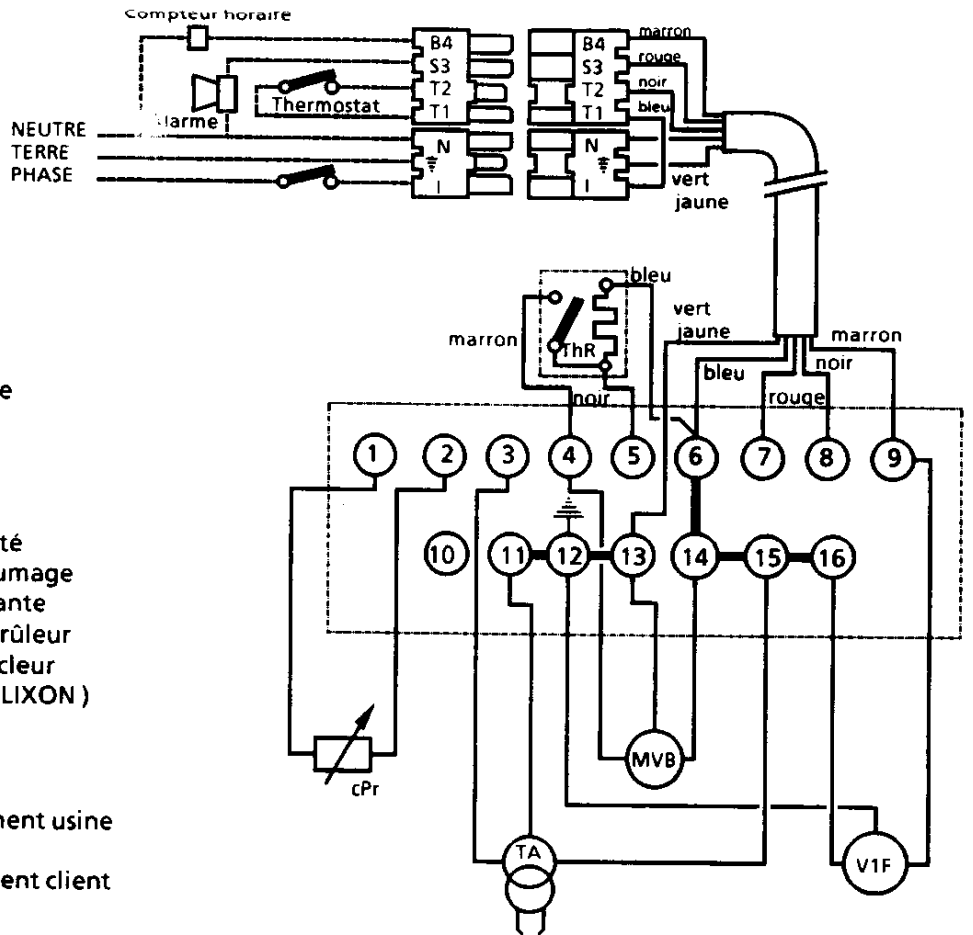 Compteur horaire
B4
S3
T2
T1
N
I
Thermostat
NEUTRE
TERRE
PHASE
B4
S3
T2
T1
N
I
marron
rouge
noir
bleu
vert
jaune
bleu
marron
ThR
noir
vert
jaune
bleu
rouge
noir
marron
1
2
3
4
5
6
7
8
9
10
11
12
13
14
15
16
MVB
cPr
TA
V1F
e
té
umage
ante
rûleur
cleur
LIXON )
nent usine
ent client